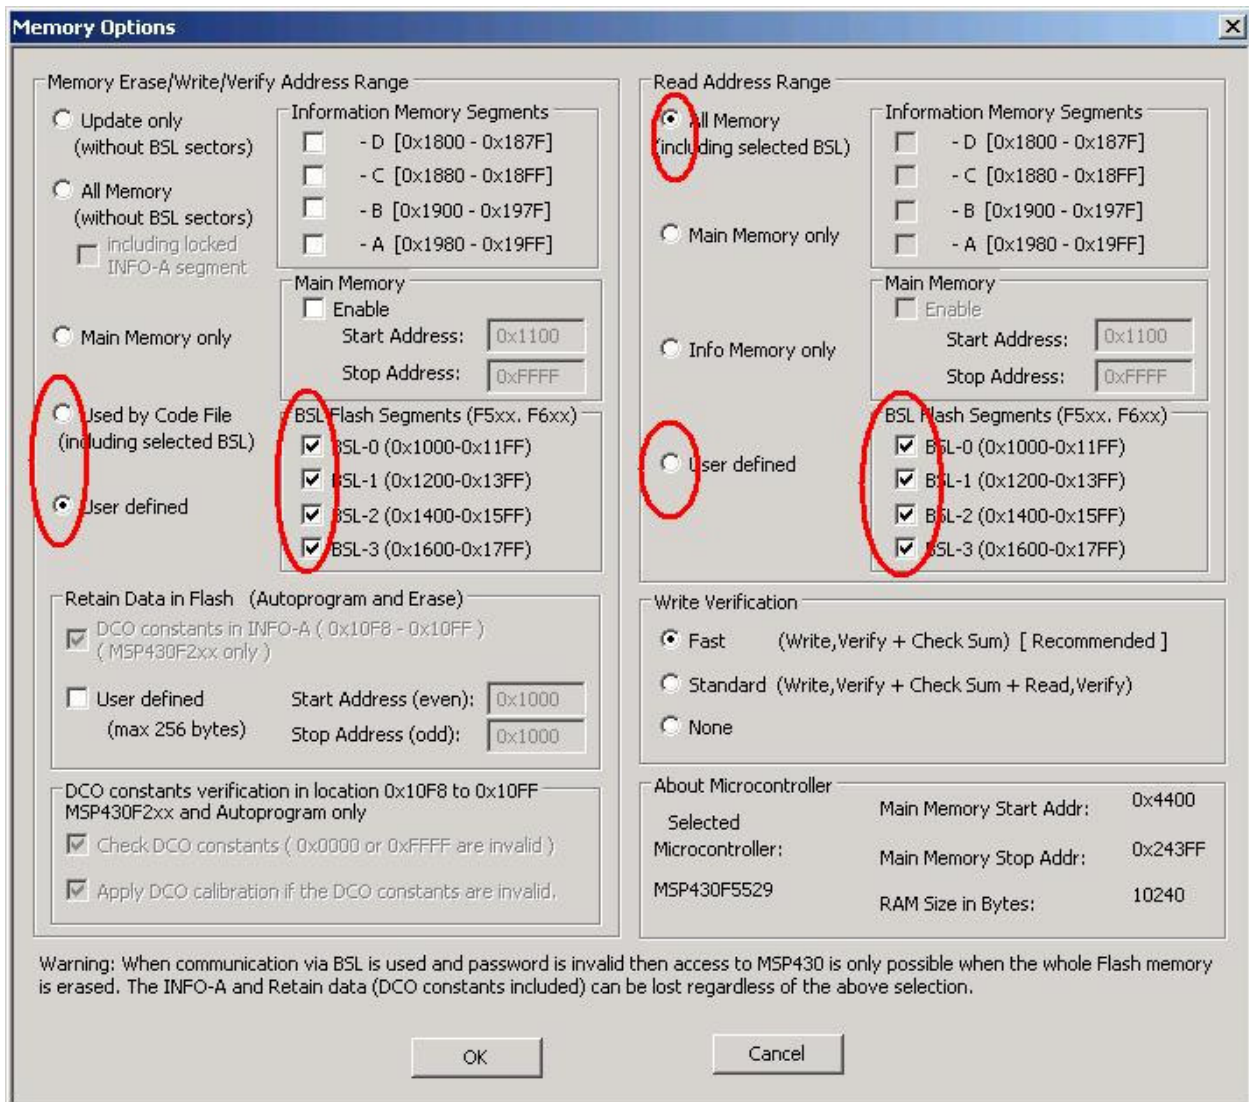 Memory Options
Memory Erase/Write/Verify Address Range
Update only
(without BSL sectors)
All Memory
(without BSL sectors)
including locked
INFO-A segment
Main Memory only
Used by Code File
(including selected BSL)
User defined
Information Memory Segments
- D [0x1800 - 0x187F]
- C [0x1880 - 0x18FF]
- B [0x1900 - 0x197F]
- A [0x1980 - 0x19FF]
Main Memory
Enable
Start Address: 0x1100
Stop Address: 0xFFFF
BSL Flash Segments (F5xx. F6xx)
BSL-0 (0x1000-0x11FF)
BSL-1 (0x1200-0x13FF)
BSL-2 (0x1400-0x15FF)
BSL-3 (0x1600-0x17FF)
Retain Data in Flash (Autoprogram and Erase)
DCO constants in INFO-A ( 0x10F8 - 0x10FF )
( MSP430F2xx only )
User defined
(max 256 bytes)
Start Address (even): 0x1000
Stop Address (odd): 0x1000
DCO constants verification in location 0x10F8 to 0x10FF
MSP430F2xx and Autoprogram only
Check DCO constants ( 0x0000 or 0xFFFF are invalid )
Apply DCO calibration if the DCO constants are invalid.
Read Address Range
All Memory
(including selected BSL)
Main Memory only
Info Memory only
User defined
Information Memory Segments
- D [0x1800 - 0x187F]
- C [0x1880 - 0x18FF]
- B [0x1900 - 0x197F]
- A [0x1980 - 0x19FF]
Main Memory
Enable
Start Address: 0x1100
Stop Address: 0xFFFF
BSL Flash Segments (F5xx. F6xx)
BSL-0 (0x1000-0x11FF)
BSL-1 (0x1200-0x13FF)
BSL-2 (0x1400-0x15FF)
BSL-3 (0x1600-0x17FF)
Write Verification
Fast (Write,Verify + Check Sum) [ Recommended ]
Standard (Write,Verify + Check Sum + Read,Verify)
None
About Microcontroller
Selected
Microcontroller:
MSP430F5529
Main Memory Start Addr: 0x4400
Main Memory Stop Addr: 0x243FF
RAM Size in Bytes: 10240
Warning: When communication via BSL is used and password is invalid then access to MSP430 is only possible when the whole Flash memory
is erased. The INFO-A and Retain data (DCO constants included) can be lost regardless of the above selection.
OK
Cancel